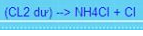 (CL2 dư) --> NH4Cl + Cl